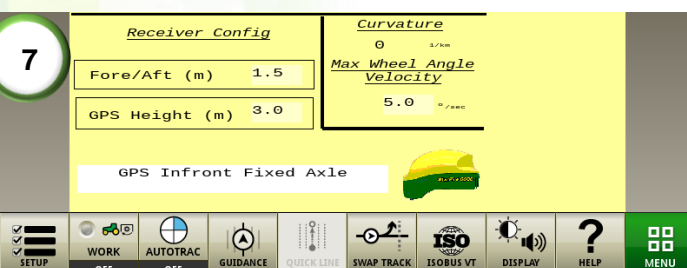 7
Receiver Config
Fore/Aft (m) 1.5
GPS Height (m) 3.0
Curvature
0 1/km
Max Wheel Angle
Velocity
5.0 º/sec
GPS Infront Fixed Axle
SETUP
WORK
OFF
AUTOTRAC
OFF
GUIDANCE
QUICK LINE
SWAP TRACK
ISO
ISOBUS VT
DISPLAY
?
HELP
MENU